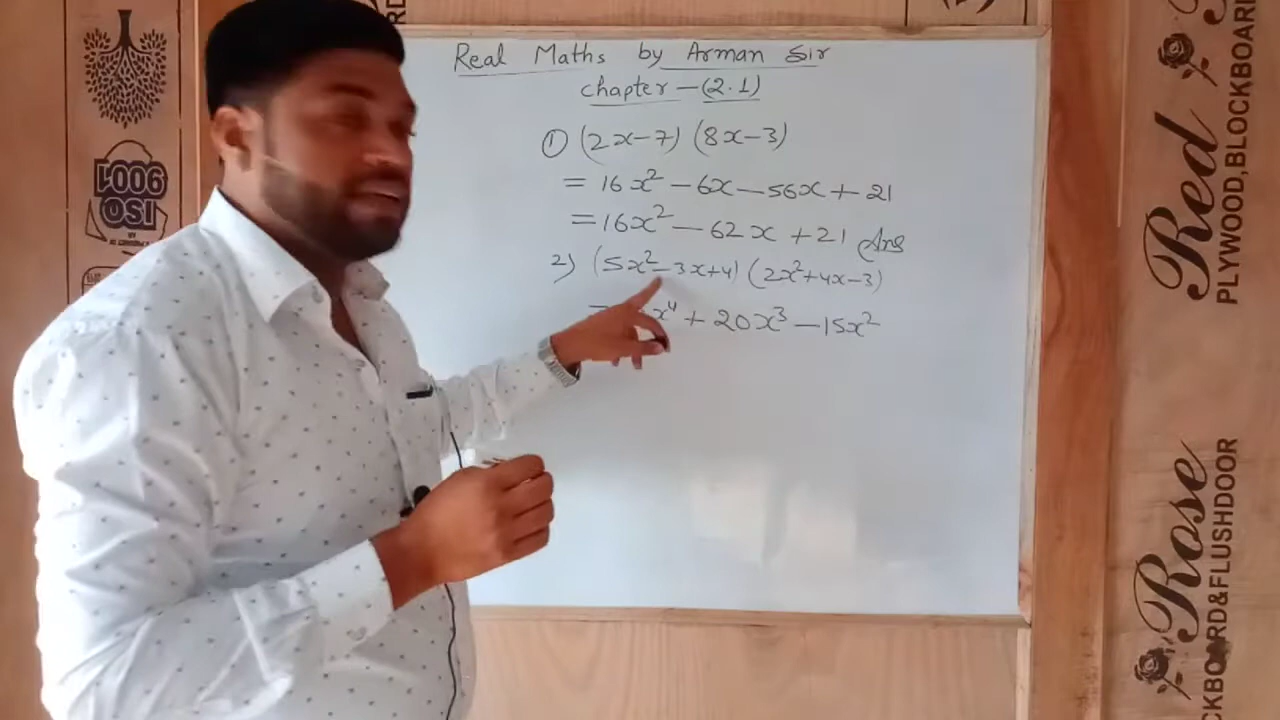 Real Maths by Arman Sir
chapter – (2.1)
① (2x-7) (8x-3)
= 16x² - 6x - 56x + 21
= 16x² - 62x + 21 Ans
2) (5x²-3x+4) (2x²+4x-3)
= x⁴ + 20x³ - 15x²
9001
ISO
Red
PLYWOOD, BLOCKBOARD
Rose
CKBOARD & FLUSHDOOR